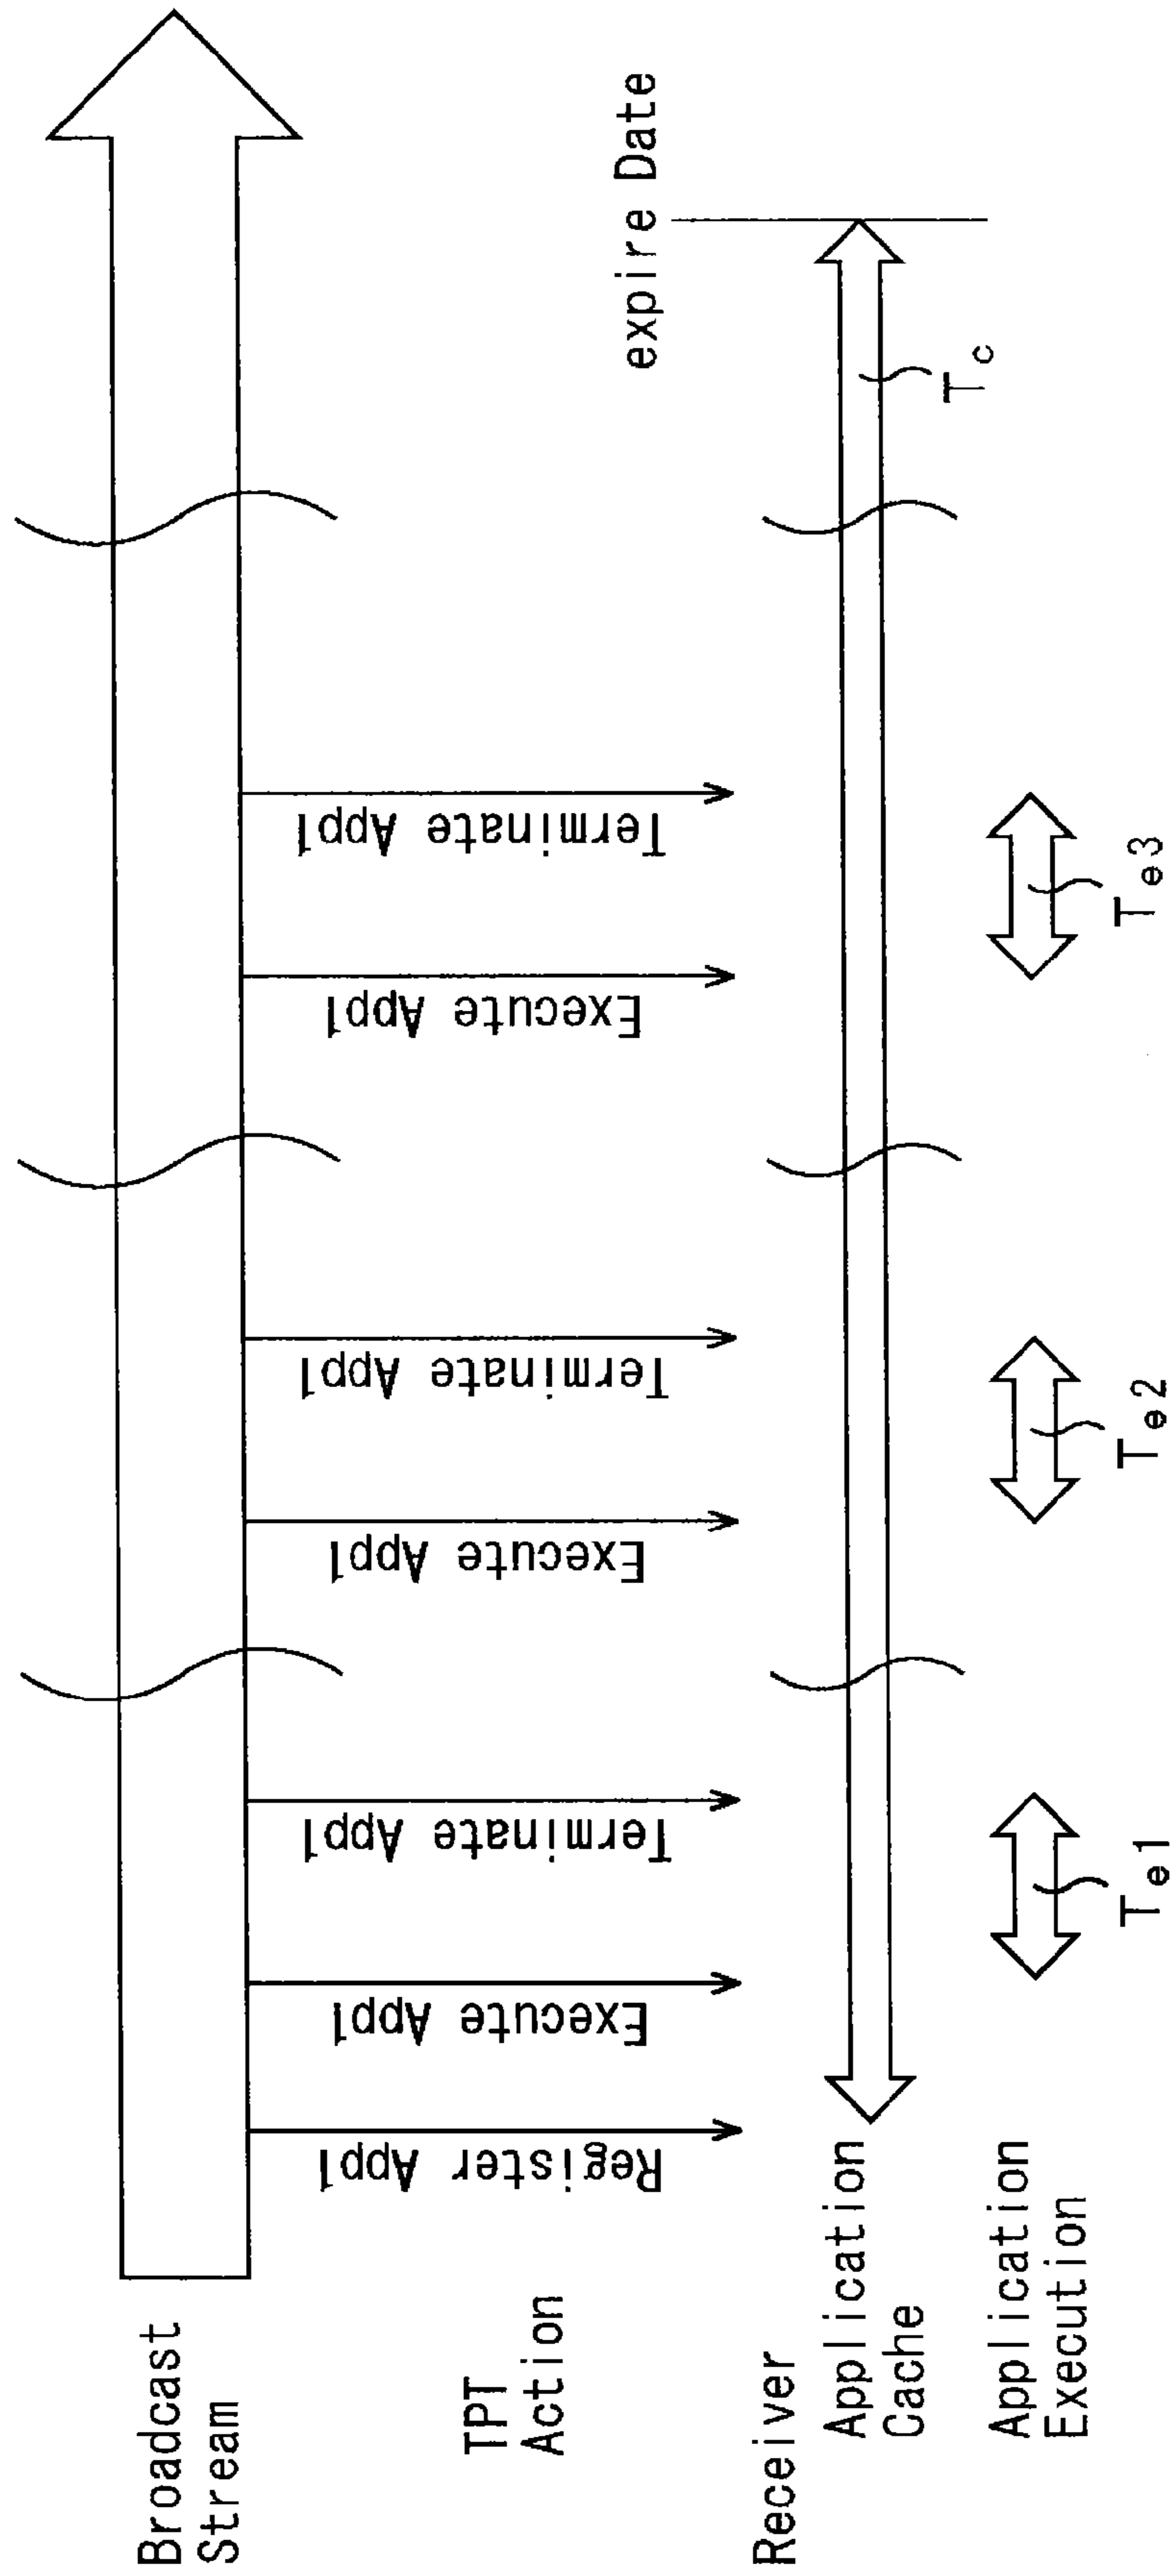 Broadcast
Stream
TPT
Action
Register App1
Execute App1
Terminate App1
Execute App1
Terminate App1
Execute App1
Terminate App1
expire Date
Receiver
Application
Cache
Tc
Application
Execution
Te1
Te2
Te3